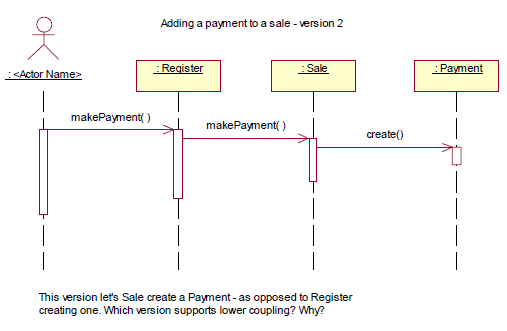 Adding a payment to a sale - version 2
: <Actor Name>
: Register
: Sale
: Payment
makePayment( )
makePayment( )
create()
This version let's Sale create a Payment - as opposed to Register
creating one. Which version supports lower coupling? Why?